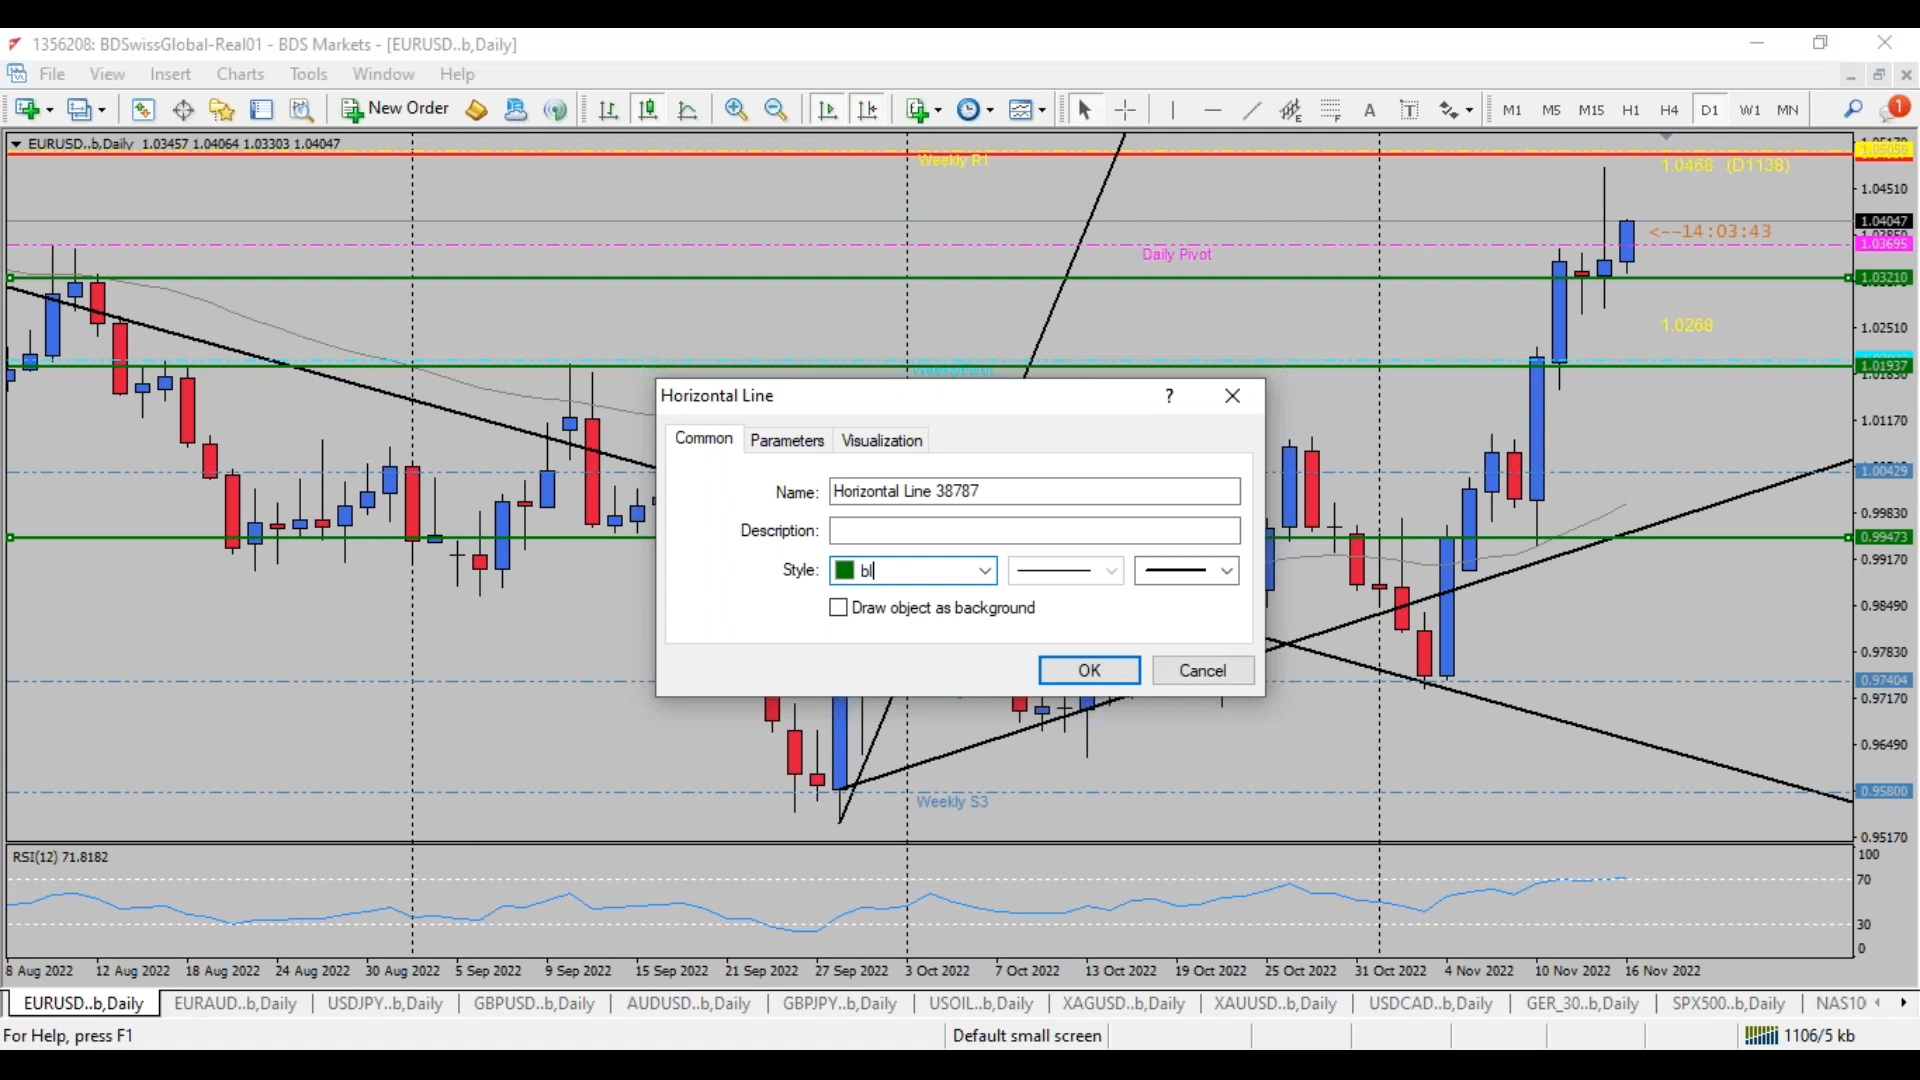 1356208: BDSwissGlobal-Real01 - BDS Markets - [EURUSD..b,Daily]
File View Insert Charts Tools Window Help
New Order M1 M5 M15 H1 H4 D1 W1 MN 1
EURUSD..b,Daily 1.03457 1.04064 1.03303 1.04047
Weekly R1
1.0468 (D1138)
1.05058
1.04510
1.04047
<--14:03:43
1.03695
Daily Pivot
1.03210
1.0268
1.02510
1.01937
1.01170
1.00429
0.99830
0.99473
0.99170
0.98490
0.97830
0.97404
0.97170
0.96490
0.95800
0.95170
Weekly S3
Horizontal Line ?
Common Parameters Visualization
Name: Horizontal Line 38787
Description:
Style: bl
Draw object as background
OK Cancel
RSI(12) 71.8182
100
70
30
0
8 Aug 2022 12 Aug 2022 18 Aug 2022 24 Aug 2022 30 Aug 2022 5 Sep 2022 9 Sep 2022 15 Sep 2022 21 Sep 2022 27 Sep 2022 3 Oct 2022 7 Oct 2022 13 Oct 2022 19 Oct 2022 25 Oct 2022 31 Oct 2022 4 Nov 2022 10 Nov 2022 16 Nov 2022
EURUSD..b,Daily EURAUD..b,Daily USDJPY..b,Daily GBPUSD..b,Daily AUDUSD..b,Daily GBPJPY..b,Daily USOIL..b,Daily XAGUSD..b,Daily XAUUSD..b,Daily USDCAD..b,Daily GER_30..b,Daily SPX500..b,Daily NAS10
For Help, press F1 Default small screen 1106/5 kb